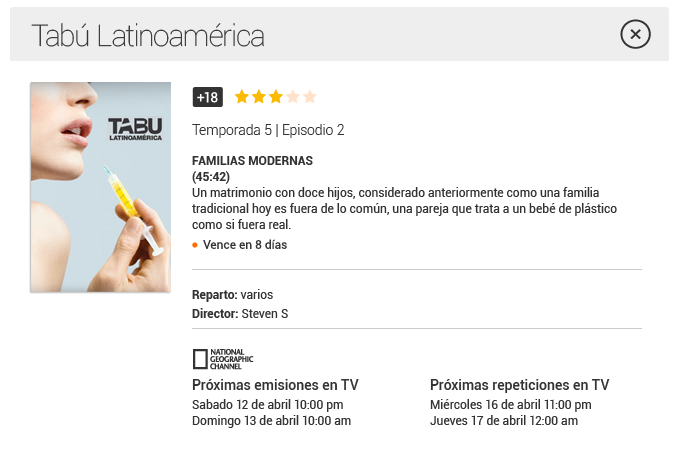 Tabú Latinoamérica
TABU
LATINOAMÉRICA
+18
Temporada 5 | Episodio 2
FAMILIAS MODERNAS
(45:42)
Un matrimonio con doce hijos, considerado anteriormente como una familia
tradicional hoy es fuera de lo común, una pareja que trata a un bebé de plástico
como si fuera real.
• Vence en 8 días
Reparto: varios
Director: Steven S
NATIONAL
GEOGRAPHIC
CHANNEL
Próximas emisiones en TV
Sabado 12 de abril 10:00 pm
Domingo 13 de abril 10:00 am
Próximas repeticiones en TV
Miércoles 16 de abril 11:00 pm
Jueves 17 de abril 12:00 am